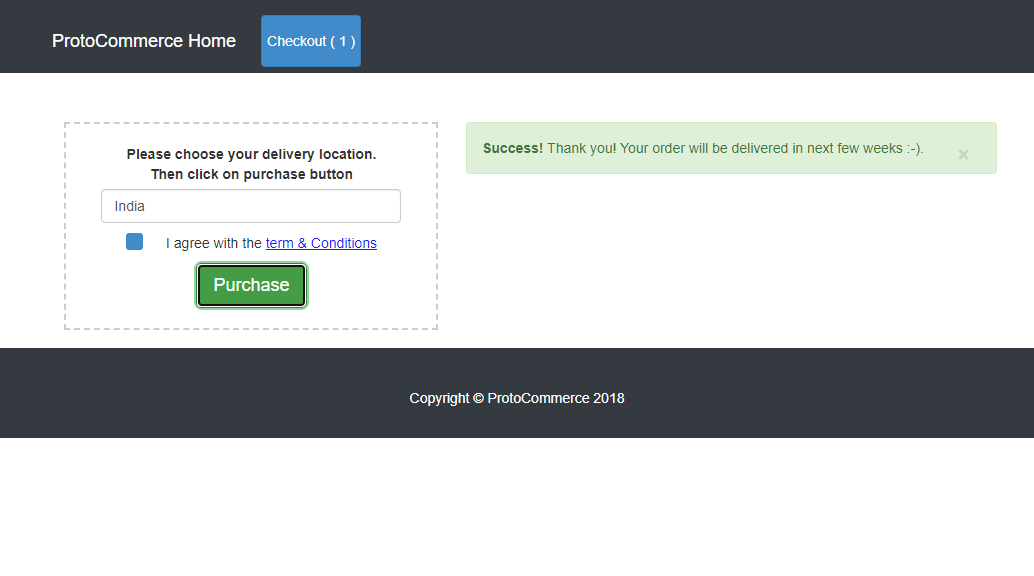 ProtoCommerce Home
Checkout ( 1 )
Please choose your delivery location.
Then click on purchase button
India
I agree with the term & Conditions
Purchase
Success! Thank you! Your order will be delivered in next few weeks :-).
×
Copyright © ProtoCommerce 2018